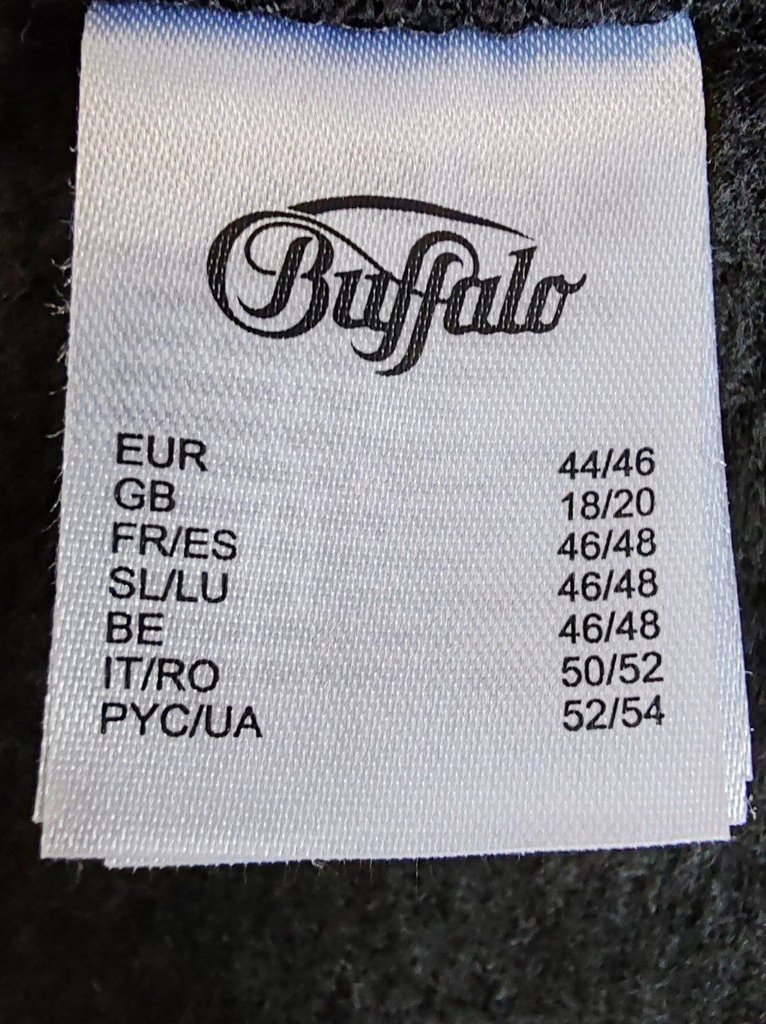 Buffalo
EUR 44/46
GB 18/20
FR/ES 46/48
SL/LU 46/48
BE 46/48
IT/RO 50/52
PYC/UA 52/54